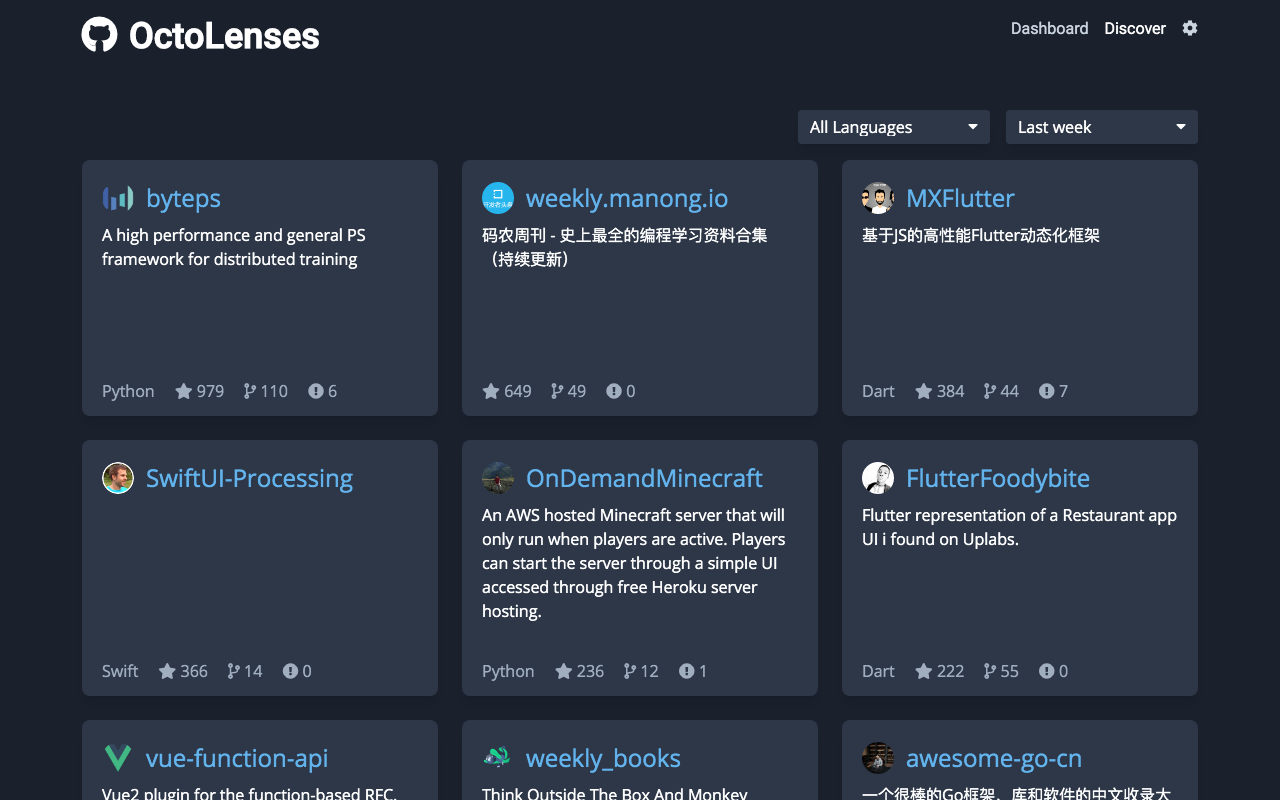 OctoLenses
Dashboard Discover
All Languages Last week
byteps
A high performance and general PS
framework for distributed training
Python 979 110 6
weekly.manong.io
码农周刊 - 史上最全的编程学习资料合集
（持续更新）
649 49 0
MXFlutter
基于JS的高性能Flutter动态化框架
Dart 384 44 7
SwiftUI-Processing
Swift 366 14 0
OnDemandMinecraft
An AWS hosted Minecraft server that will
only run when players are active. Players
can start the server through a simple UI
accessed through free Heroku server
hosting.
Python 236 12 1
FlutterFoodybite
Flutter representation of a Restaurant app
UI i found on Uplabs.
Dart 222 55 0
vue-function-api
Vue2 plugin for the function-based RFC.
weekly_books
Think Outside The Box And Monkey
awesome-go-cn
一个很棒的Go框架、库和软件的中文收录大